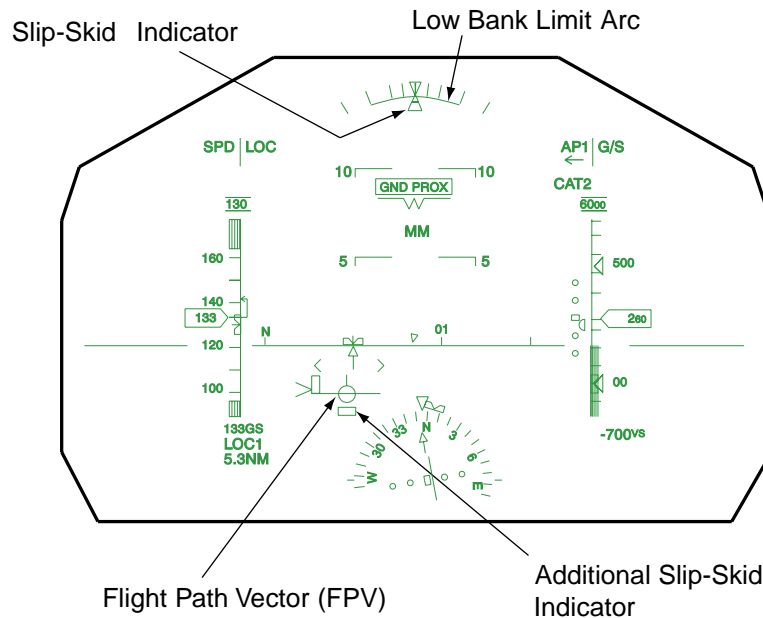 Low Bank Limit Arc
Slip-Skid Indicator
SPD LOC
AP1 G/S
10 10
CAT2
GND PROX
130
6000
MM
160
5 5
500
140
133
N
01
260
120
100
00
133GS
LOC1
5.3NM
-700VS
33 N 3
30 6
W E
Flight Path Vector (FPV)
Additional Slip-Skid
Indicator